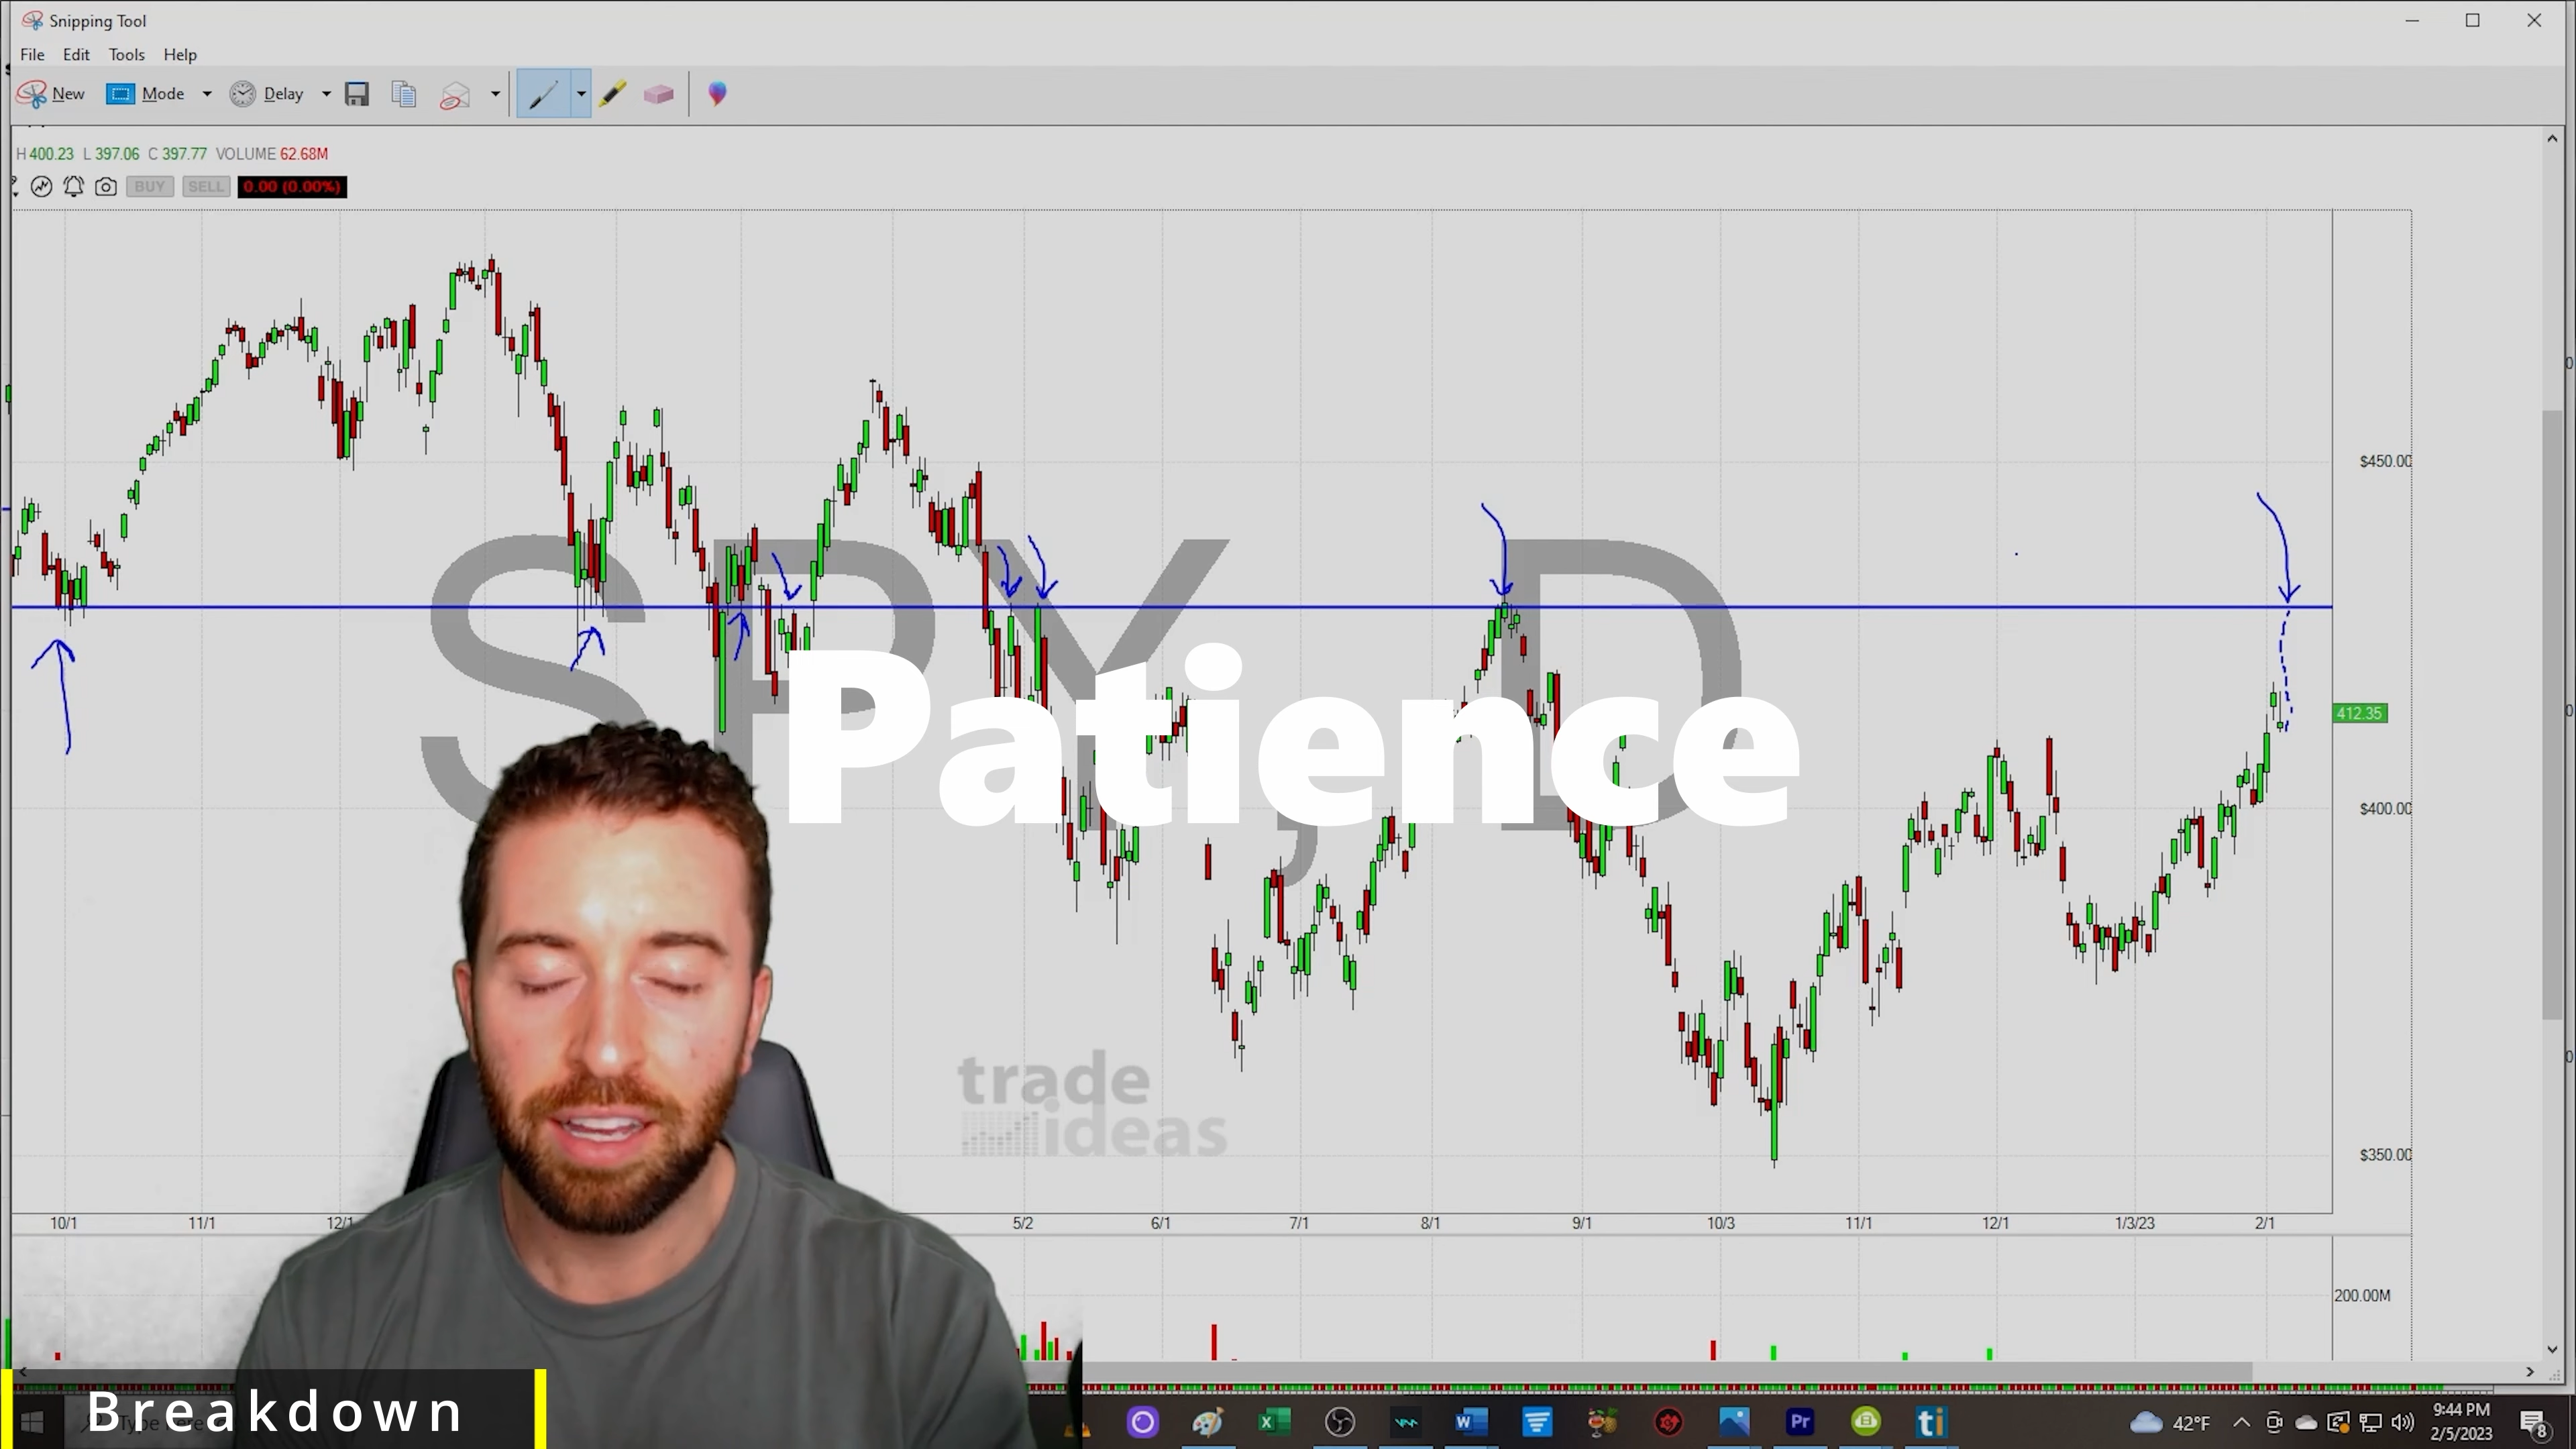 Snipping Tool
File Edit Tools Help
New Mode Delay
H 400.23 L 397.06 C 397.77 VOLUME 62.68M
BUY SELL 0.00 (0.00%)
$450.00
SPY, D
Patience
412.35
$400.00
trade
ideas
$350.00
10/1 11/1 12/1 5/2 6/1 7/1 8/1 9/1 10/3 11/1 12/1 1/3/23 2/1
200.00M
Breakdown
Type here
42°F
9:44 PM
2/5/2023
8